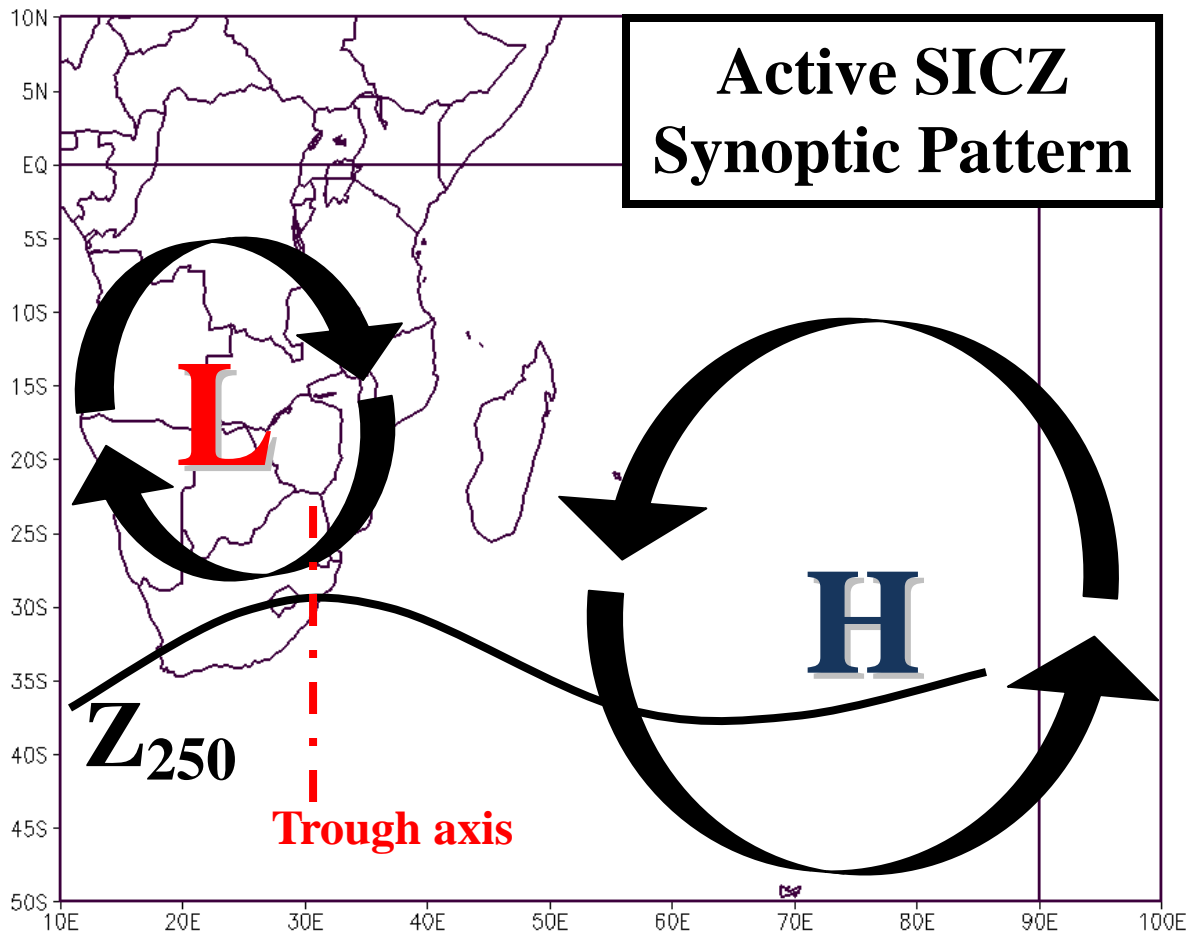 Active SICZ
Synoptic Pattern
10N
5N
EQ
5S
10S
15S
20S
25S
30S
35S
40S
45S
50S
L
H
Z250
Trough axis
10E 20E 30E 40E 50E 60E 70E 80E 90E 100E